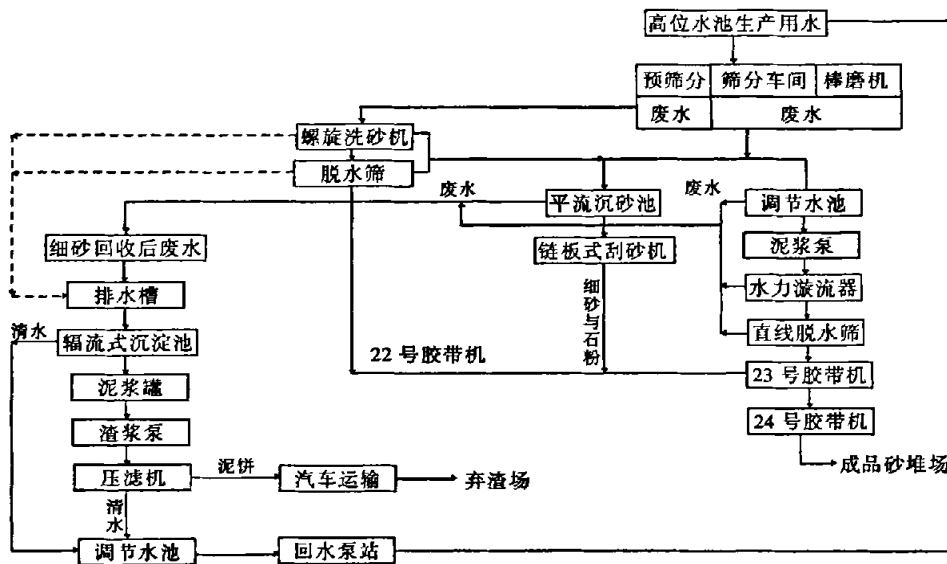 高位水池生产用水
预筛分 筛分车间 棒磨机
废水 废水
螺旋洗砂机
脱水筛
废水
平流沉砂池
废水
调节水池
细砂回收后废水
链板式刮砂机
泥浆泵
排水槽
细砂与石粉
水力漩流器
清水
辐流式沉淀池
直线脱水筛
22号胶带机
泥浆罐
23号胶带机
渣浆泵
24号胶带机
压滤机
泥饼
汽车运输
弃渣场
成品砂堆场
清水
调节水池
回水泵站